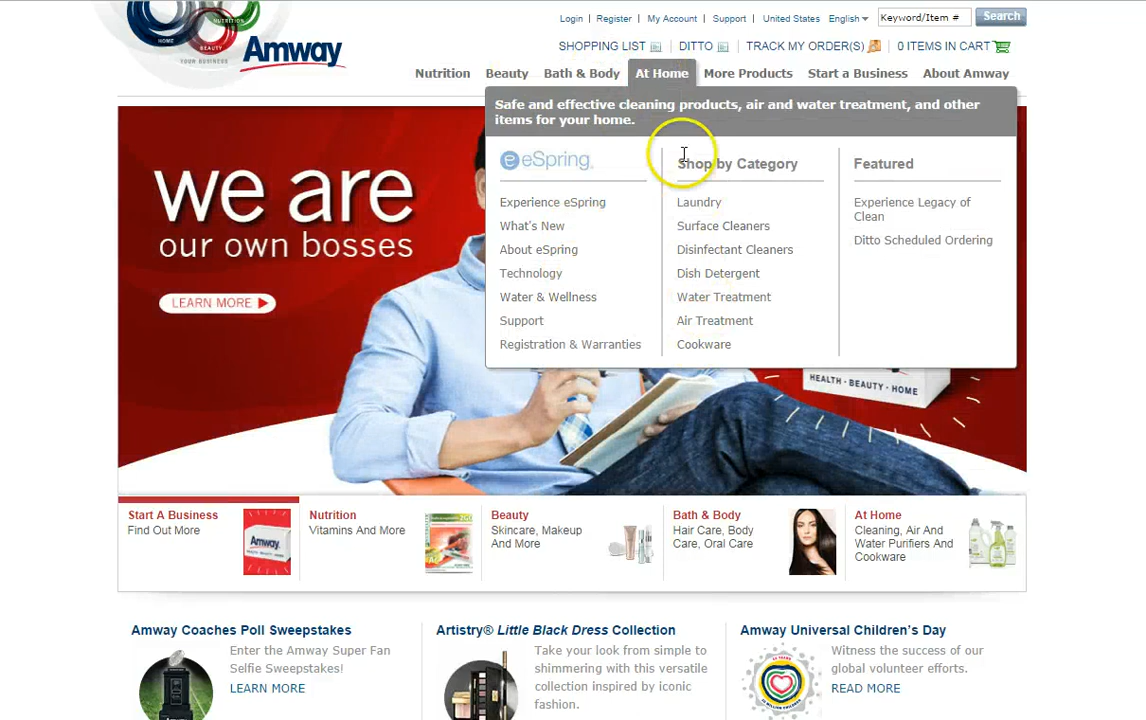 NUTRITION
HOME
BEAUTY
YOUR BUSINESS
Amway
Login | Register | My Account | Support | United States English
Keyword/Item #
Search
SHOPPING LIST | DITTO | TRACK MY ORDER(S) | 0 ITEMS IN CART
Nutrition Beauty Bath & Body At Home More Products Start a Business About Amway
Safe and effective cleaning products, air and water treatment, and other
items for your home.
eSpring
Experience eSpring
What's New
About eSpring
Technology
Water & Wellness
Support
Registration & Warranties
Shop by Category
Laundry
Surface Cleaners
Disinfectant Cleaners
Dish Detergent
Water Treatment
Air Treatment
Cookware
Featured
Experience Legacy of
Clean
Ditto Scheduled Ordering
we are
our own bosses
LEARN MORE
HEALTH · BEAUTY · HOME
Start A Business
Find Out More
Amway
Nutrition
Vitamins And More
Beauty
Skincare, Makeup
And More
Bath & Body
Hair Care, Body
Care, Oral Care
At Home
Cleaning, Air And
Water Purifiers And
Cookware
Amway Coaches Poll Sweepstakes
Enter the Amway Super Fan
Selfie Sweepstakes!
LEARN MORE
Artistry® Little Black Dress Collection
Take your look from simple to
shimmering with this versatile
collection inspired by iconic
fashion.
Amway Universal Children's Day
Witness the success of our
global volunteer efforts.
READ MORE